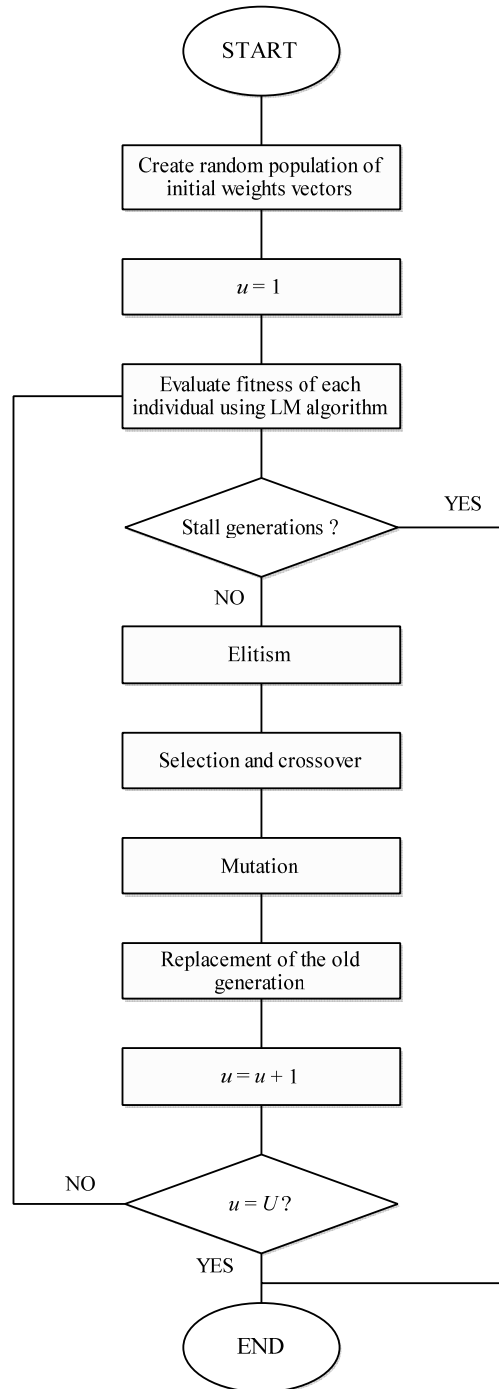 START
Create random population of
initial weights vectors
u = 1
Evaluate fitness of each
individual using LM algorithm
Stall generations ?
YES
NO
Elitism
Selection and crossover
Mutation
Replacement of the old
generation
u = u + 1
NO
u = U ?
YES
END